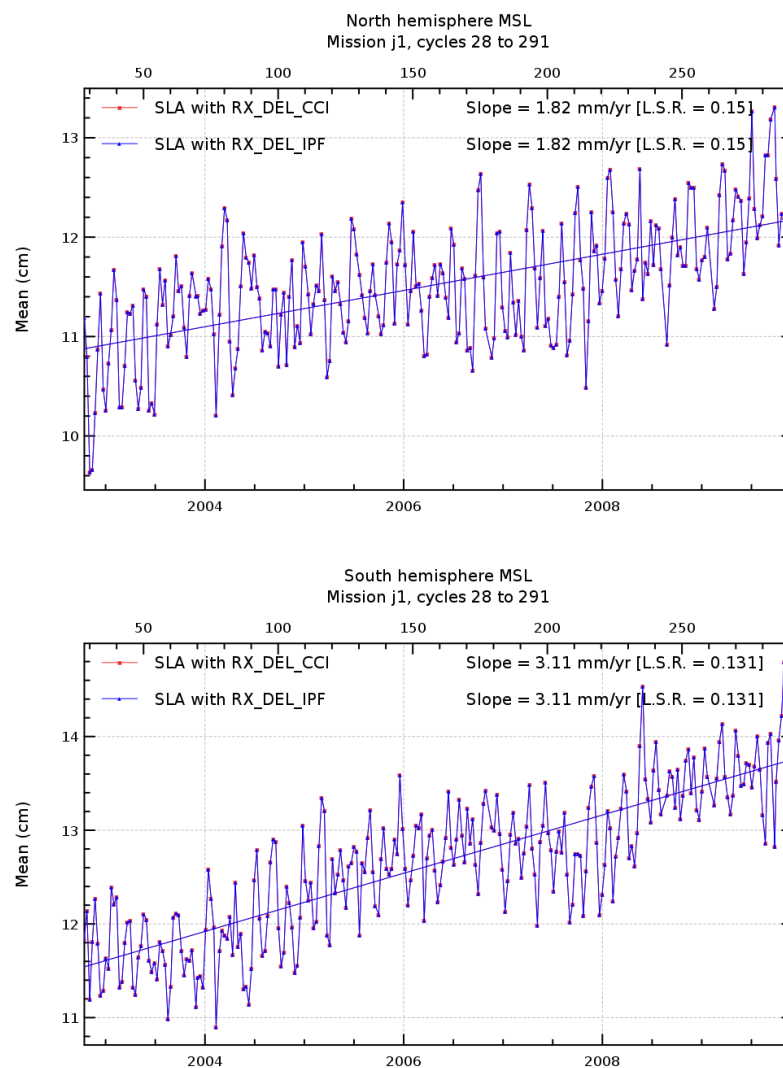 North hemisphere MSL
Mission j1, cycles 28 to 291
50 100 150 200 250
SLA with RX_DEL_CCI Slope = 1.82 mm/yr [L.S.R. = 0.15]
SLA with RX_DEL_IPF Slope = 1.82 mm/yr [L.S.R. = 0.15]
Mean (cm)
13
12
11
10
2004 2006 2008
South hemisphere MSL
Mission j1, cycles 28 to 291
50 100 150 200 250
SLA with RX_DEL_CCI Slope = 3.11 mm/yr [L.S.R. = 0.131]
SLA with RX_DEL_IPF Slope = 3.11 mm/yr [L.S.R. = 0.131]
Mean (cm)
14
13
12
11
2004 2006 2008